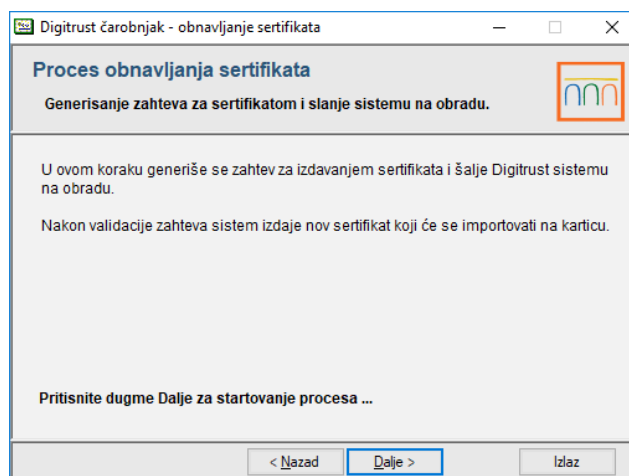 Digitrust čarobnjak - obnavljanje sertifikata
Proces obnavljanja sertifikata
Generisanje zahteva za sertifikatom i slanje sistemu na obradu.
U ovom koraku generiše se zahtev za izdavanjem sertifikata i šalje Digitrust sistemu
na obradu.
Nakon validacije zahteva sistem izdaje nov sertifikat koji će se importovati na karticu.
Pritisnite dugme Dalje za startovanje procesa ...
< Nazad
Dalje >
Izlaz